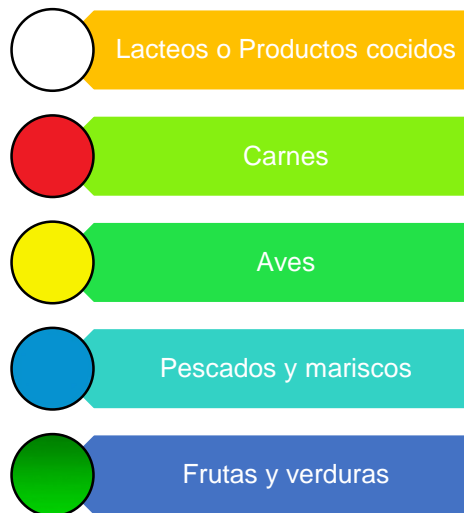 Lacteos o Productos cocidos
Carnes
Aves
Pescados y mariscos
Frutas y verduras